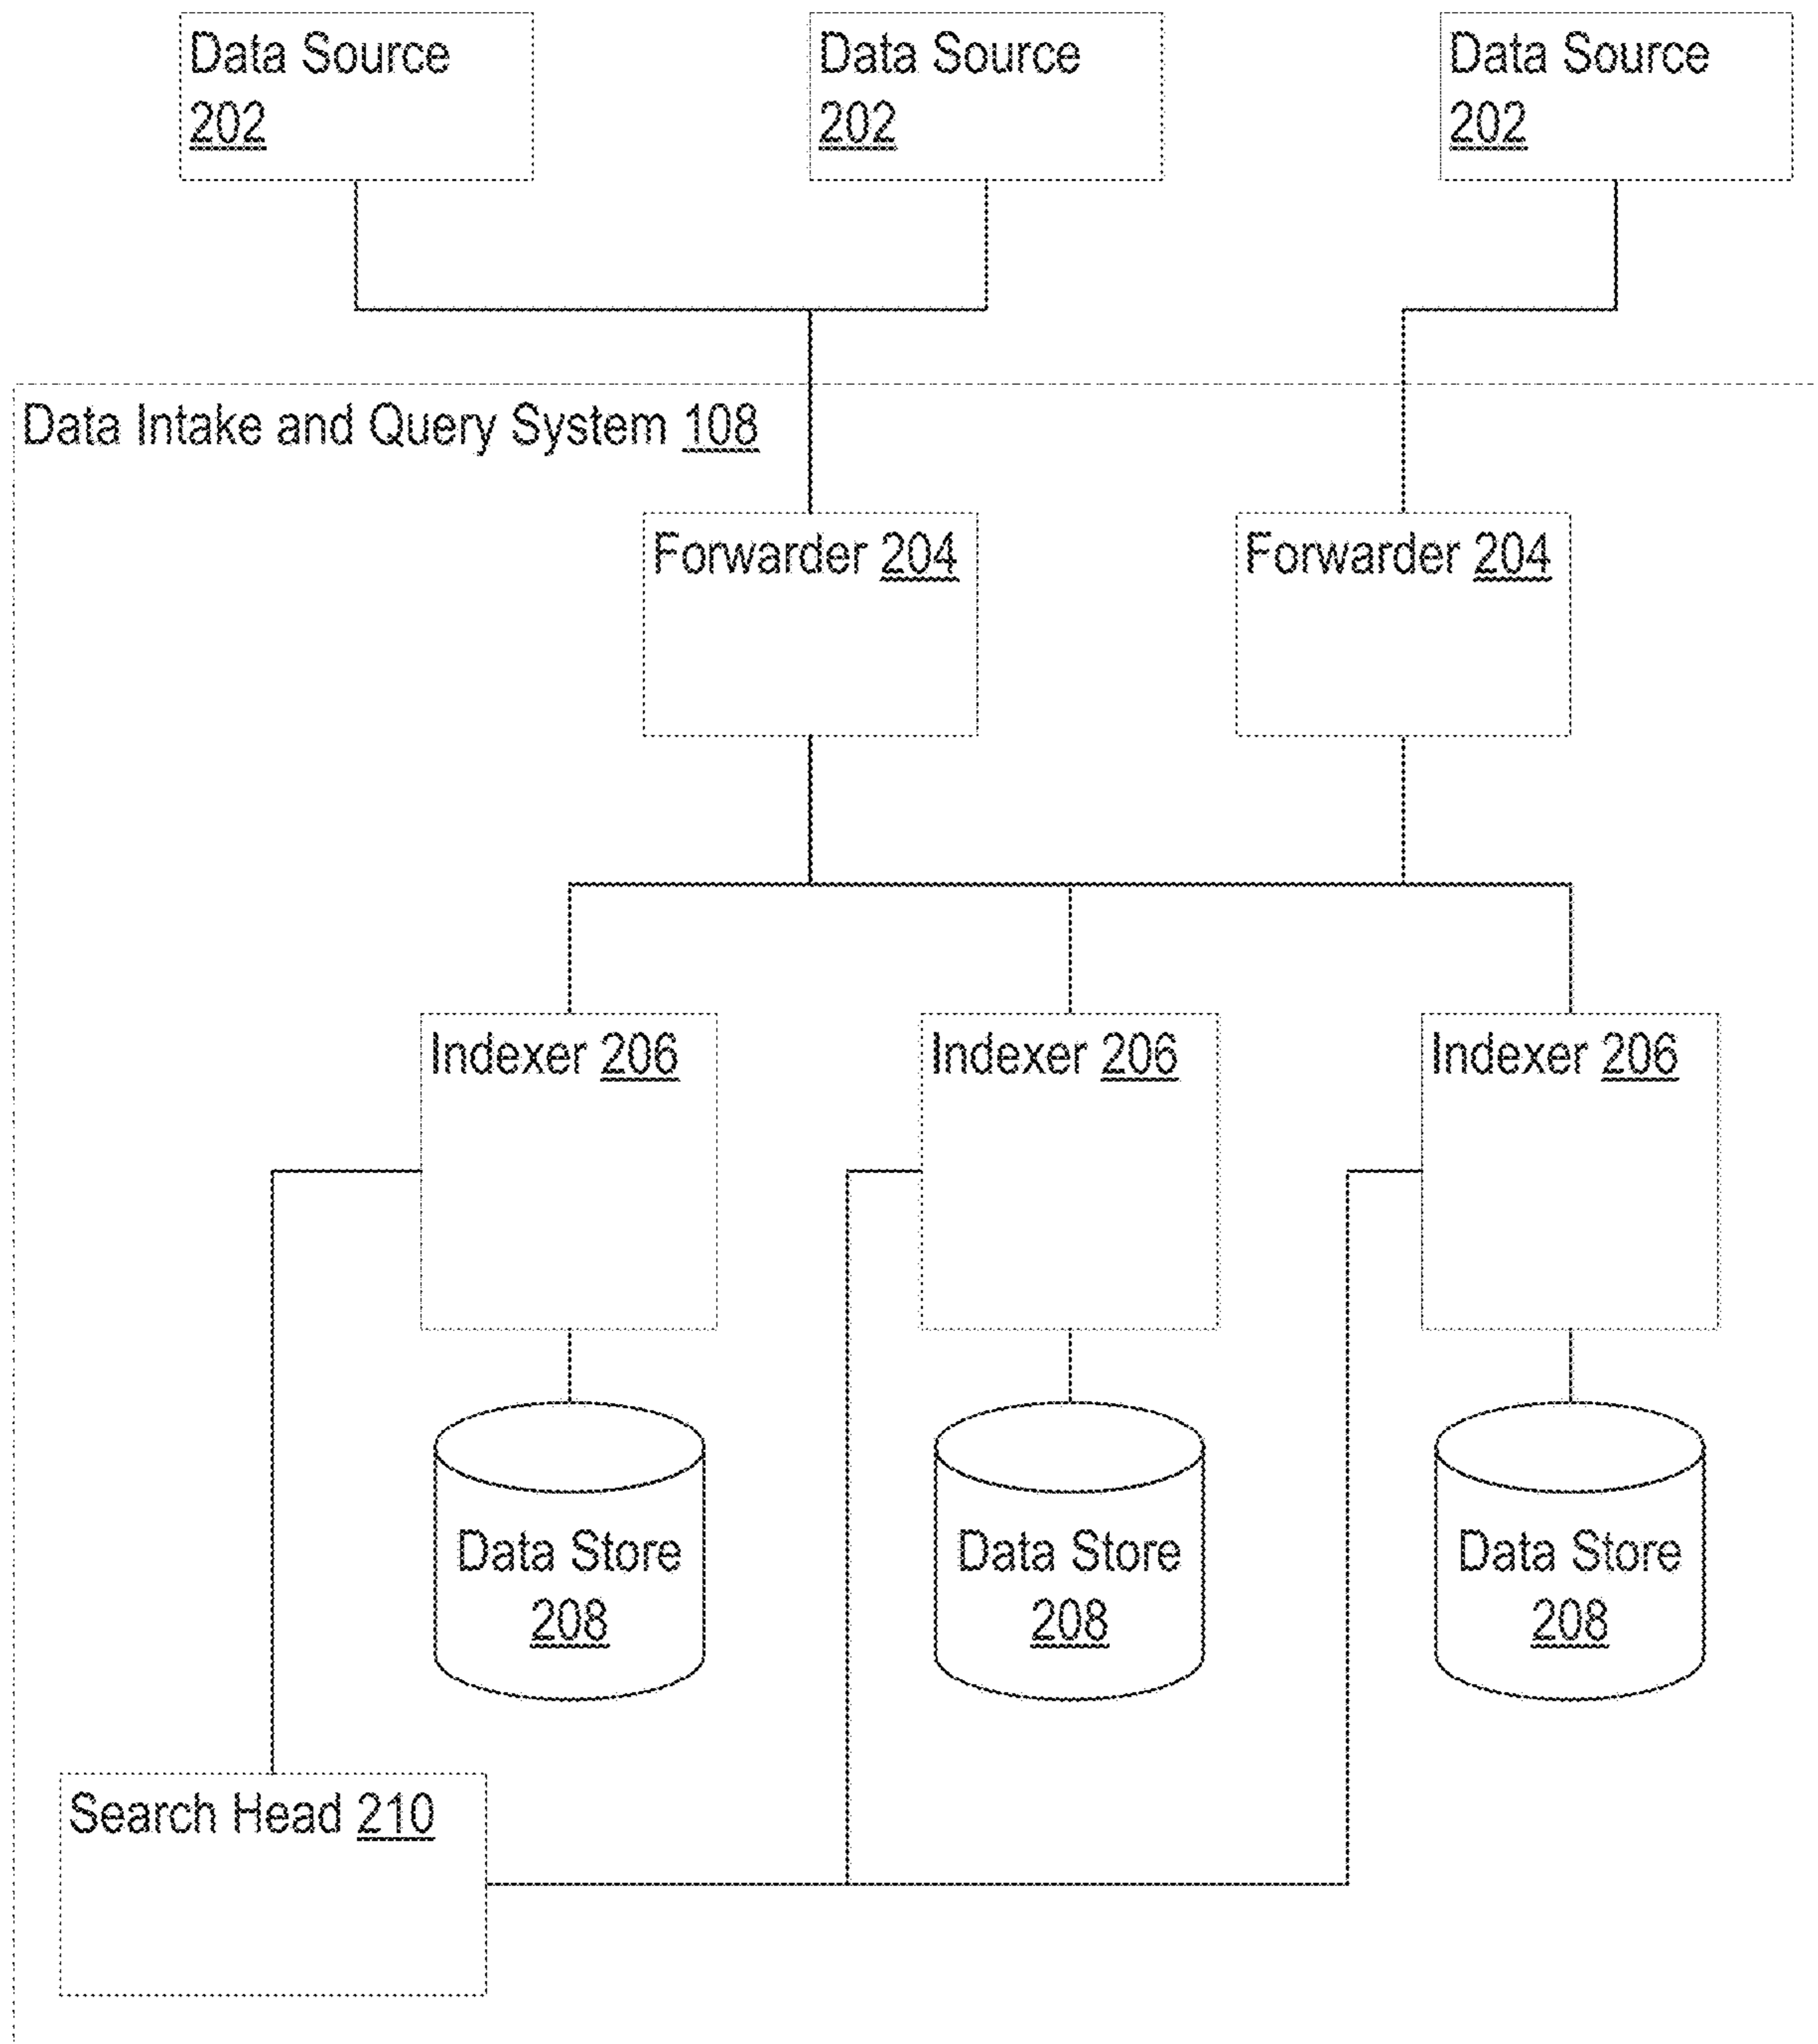 Data Source
202
Data Source
202
Data Source
202
Data Intake and Query System 108
Forwarder 204
Forwarder 204
Indexer 206
Indexer 206
Indexer 206
Data Store
208
Data Store
208
Data Store
208
Search Head 210